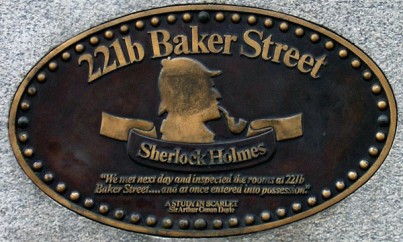 221b Baker Street
Sherlock Holmes
"We met next day and inspected the rooms at 221b
Baker Street.... and at once entered into possession."
A STUDY IN SCARLET
Sir Arthur Conan Doyle